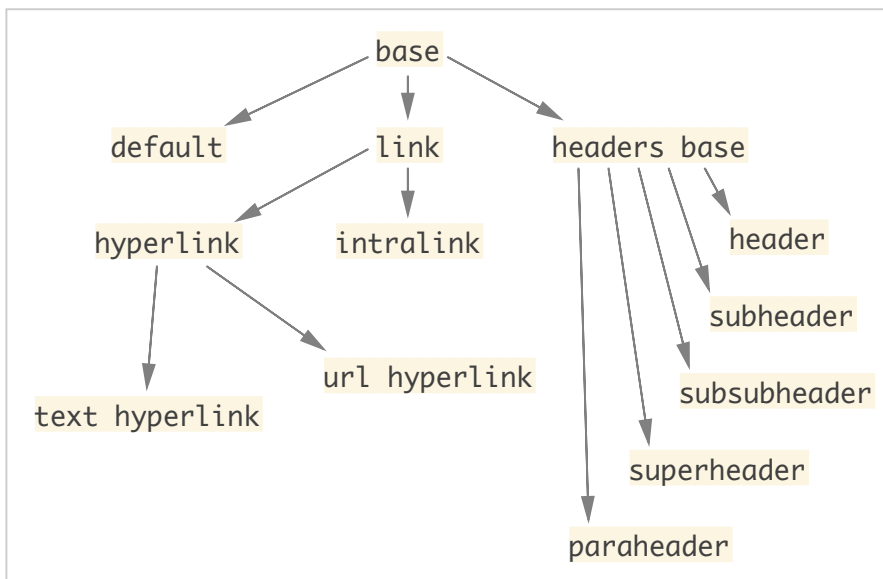 base
default
link
headers base
hyperlink
intralink
header
subheader
url hyperlink
subsubheader
text hyperlink
superheader
paraheader